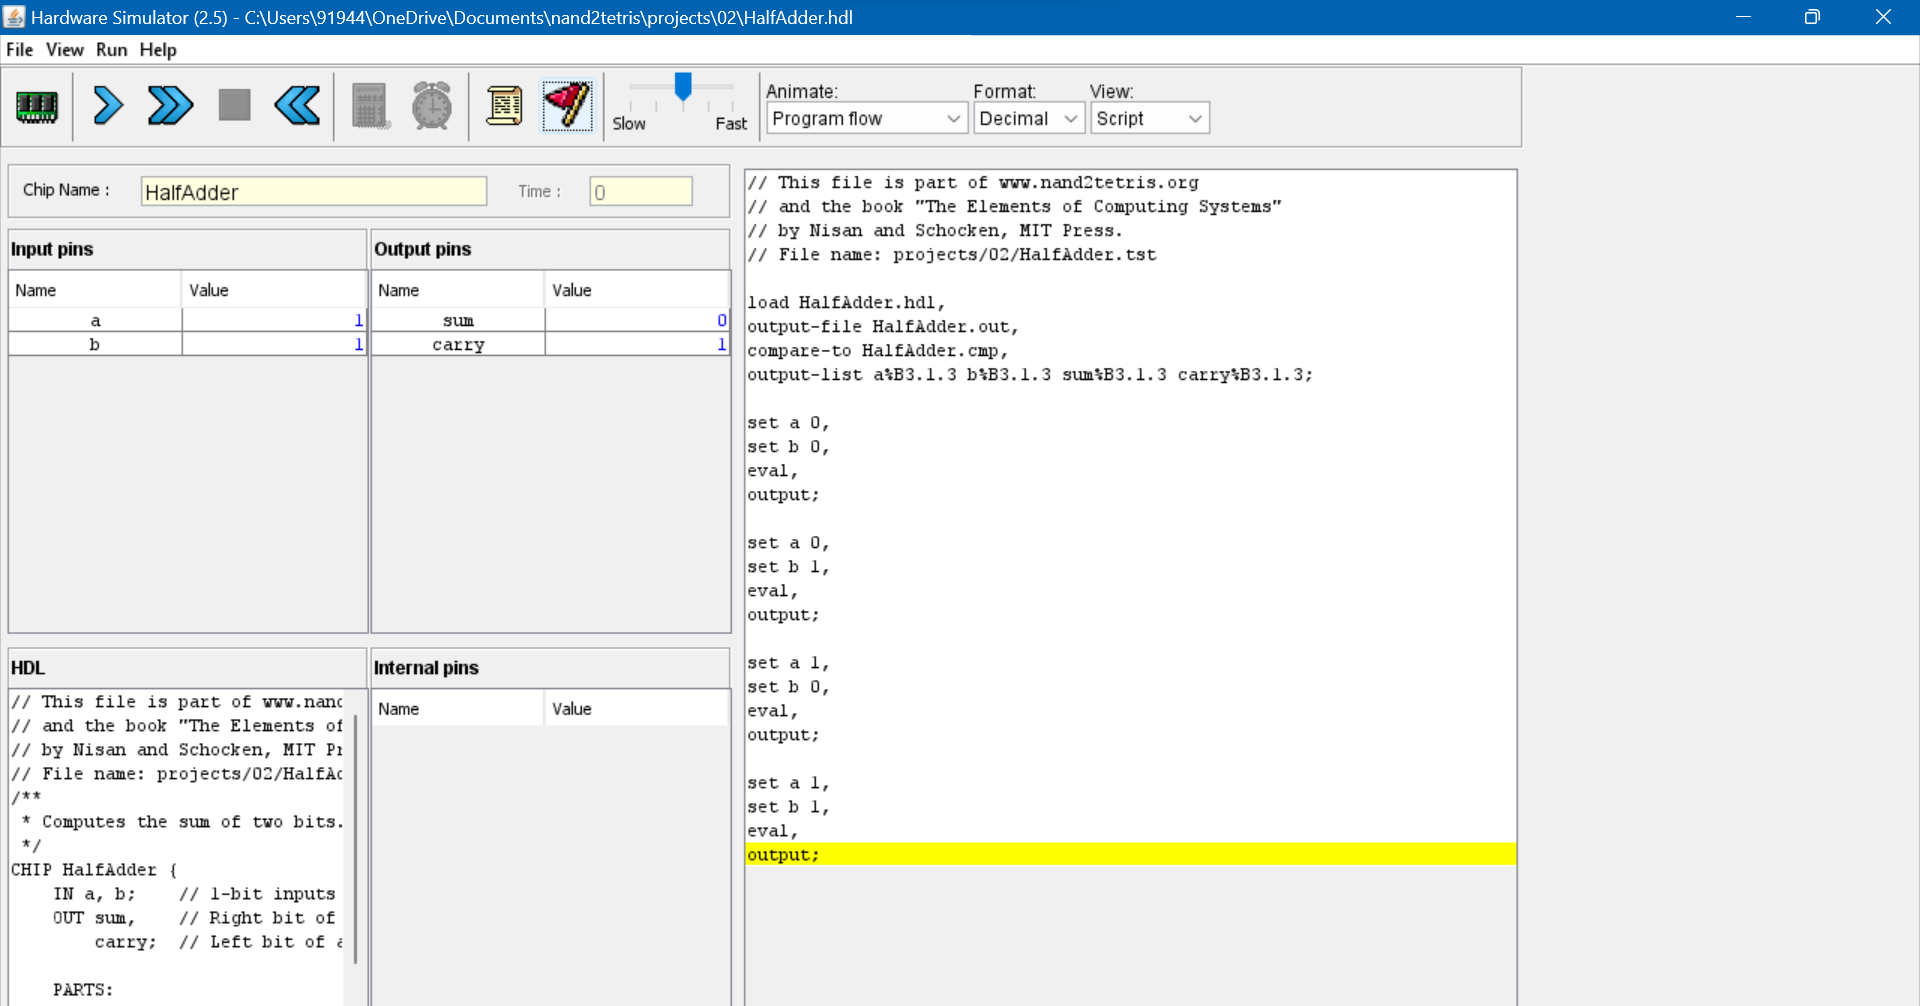 Hardware Simulator (2.5) - C:\Users\91944\OneDrive\Documents\nand2tetris\projects\02\HalfAdder.hdl
File View Run Help
Slow Fast
Animate: Format: View:
Program flow Decimal Script
Chip Name : HalfAdder Time : 0
Input pins
Name Value
a 1
b 1
Output pins
Name Value
sum 0
carry 1
HDL
// This file is part of www.nand
// and the book "The Elements of
// by Nisan and Schocken, MIT Pr
// File name: projects/02/HalfAd
/**
* Computes the sum of two bits.
*/
CHIP HalfAdder {
IN a, b; // 1-bit inputs
OUT sum, // Right bit of
carry; // Left bit of a
PARTS:
Internal pins
Name Value
// This file is part of www.nand2tetris.org
// and the book "The Elements of Computing Systems"
// by Nisan and Schocken, MIT Press.
// File name: projects/02/HalfAdder.tst
load HalfAdder.hdl,
output-file HalfAdder.out,
compare-to HalfAdder.cmp,
output-list a%B3.1.3 b%B3.1.3 sum%B3.1.3 carry%B3.1.3;
set a 0,
set b 0,
eval,
output;
set a 0,
set b 1,
eval,
output;
set a 1,
set b 0,
eval,
output;
set a 1,
set b 1,
eval,
output;